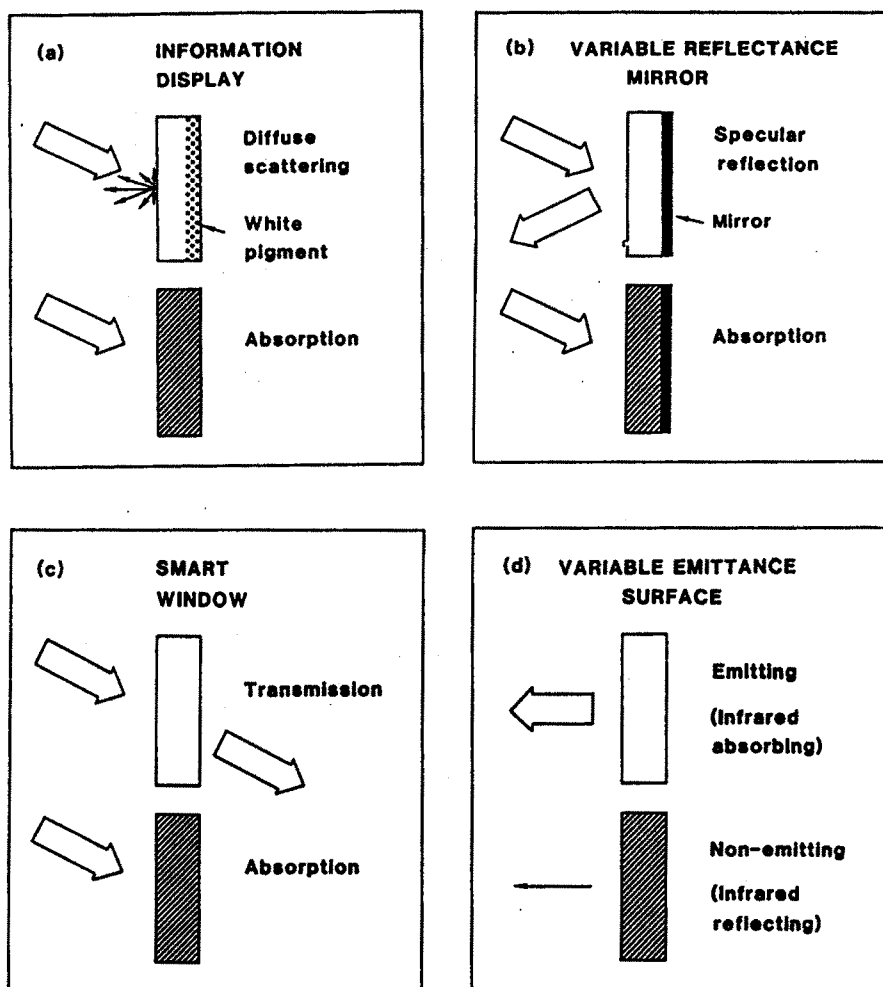 (a) INFORMATION
DISPLAY
Diffuse
scattering
White
pigment
Absorption
(b) VARIABLE REFLECTANCE
MIRROR
Specular
reflection
Mirror
Absorption
(c) SMART
WINDOW
Transmission
Absorption
(d) VARIABLE EMITTANCE
SURFACE
Emitting
(Infrared
absorbing)
Non-emitting
(Infrared
reflecting)